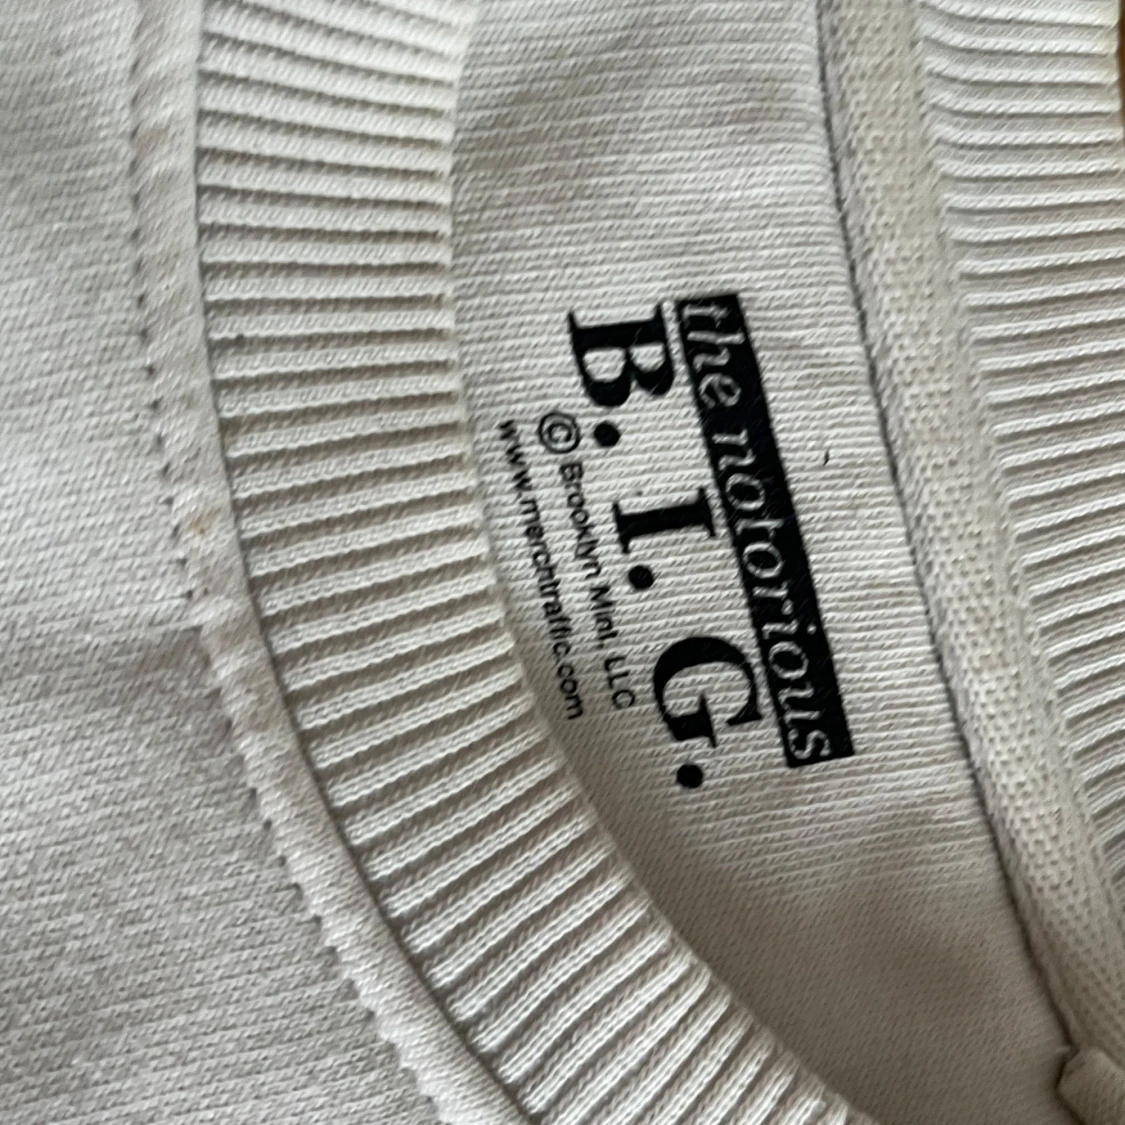 the notorious
B. I. G.
© Brooklyn Mint, LLC
www.merchtraffic.com